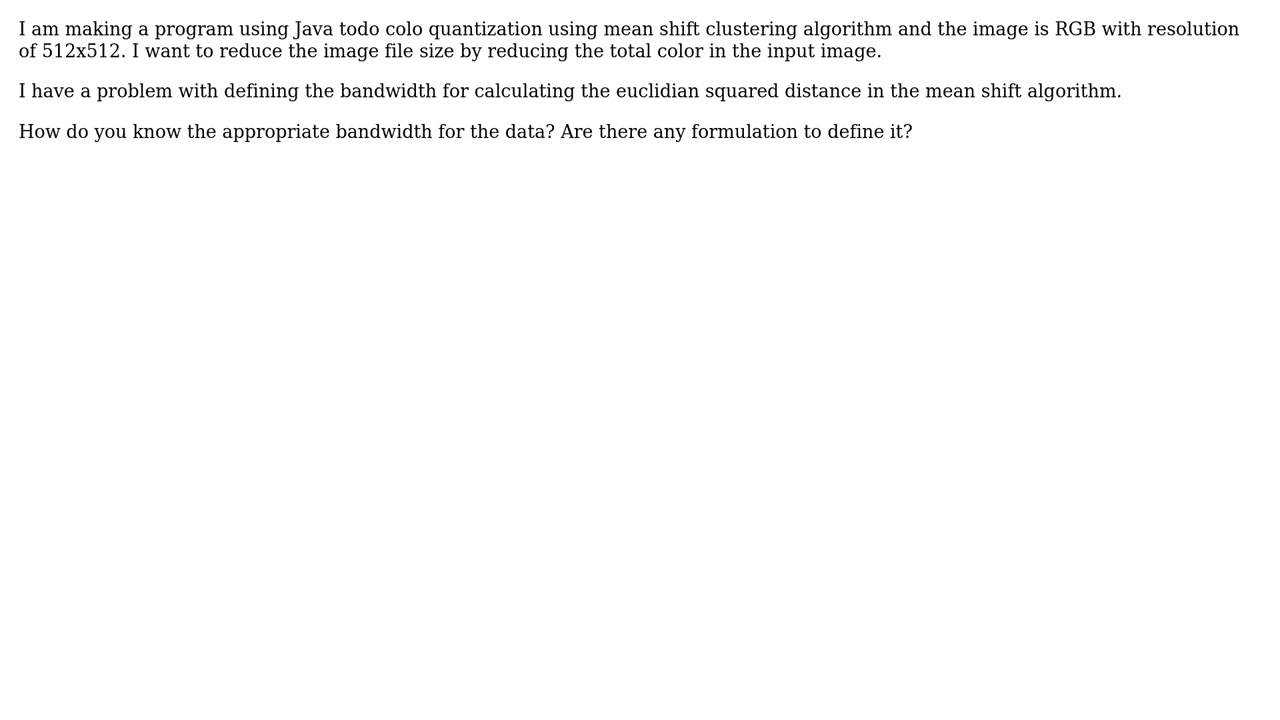 I am making a program using Java todo colo quantization using mean shift clustering algorithm and the image is RGB with resolution
of 512x512. I want to reduce the image file size by reducing the total color in the input image.
I have a problem with defining the bandwidth for calculating the euclidian squared distance in the mean shift algorithm.
How do you know the appropriate bandwidth for the data? Are there any formulation to define it?